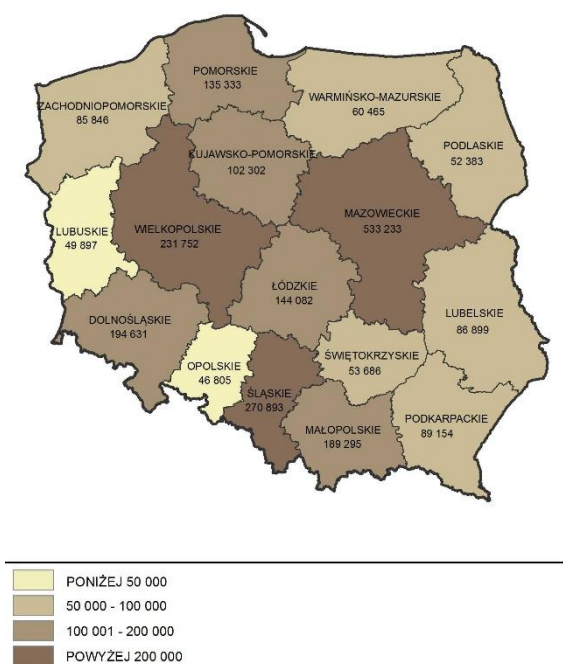 POMORSKIE
135 333
ZACHODNIOPOMORSKIE
85 846
WARMIŃSKO-MAZURSKIE
60 465
PODLASKIE
52 383
KUJAWSKO-POMORSKIE
102 302
LUBUSKIE
49 897
WIELKOPOLSKIE
231 752
MAZOWIECKIE
533 233
ŁÓDZKIE
144 082
DOLNOŚLĄSKIE
194 631
LUBELSKIE
86 899
OPOLSKIE
46 805
ŚLĄSKIE
270 893
ŚWIĘTOKRZYSKIE
53 686
MAŁOPOLSKIE
189 295
PODKARPACKIE
89 154
PONIŻEJ 50 000
50 000 - 100 000
100 001 - 200 000
POWYŻEJ 200 000